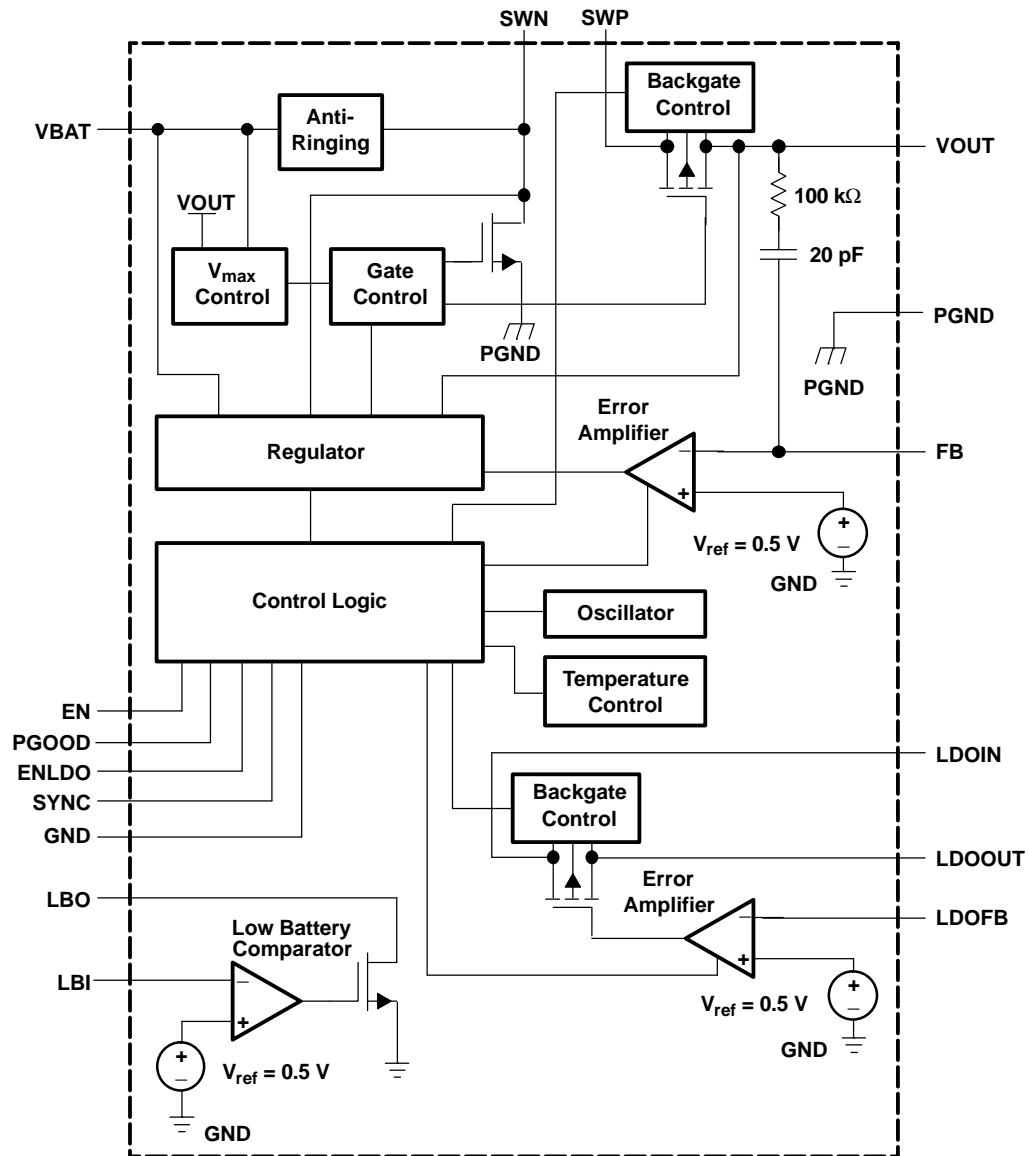 SWN
SWP
Backgate
Control
Anti-
Ringing
VBAT
VOUT
VOUT
100 kΩ
20 pF
Vmax
Control
Gate
Control
PGND
PGND
PGND
Error
Amplifier
Regulator
−
FB
+
+
−
Vref = 0.5 V
GND
Control Logic
Oscillator
Temperature
Control
EN
PGOOD
ENLDO
SYNC
GND
LDOIN
Backgate
Control
LDOOUT
LBO
Error
Amplifier
−
LDOFB
Low Battery
Comparator
LBI
−
+
+
−
Vref = 0.5 V
GND
+
+
−
Vref = 0.5 V
GND